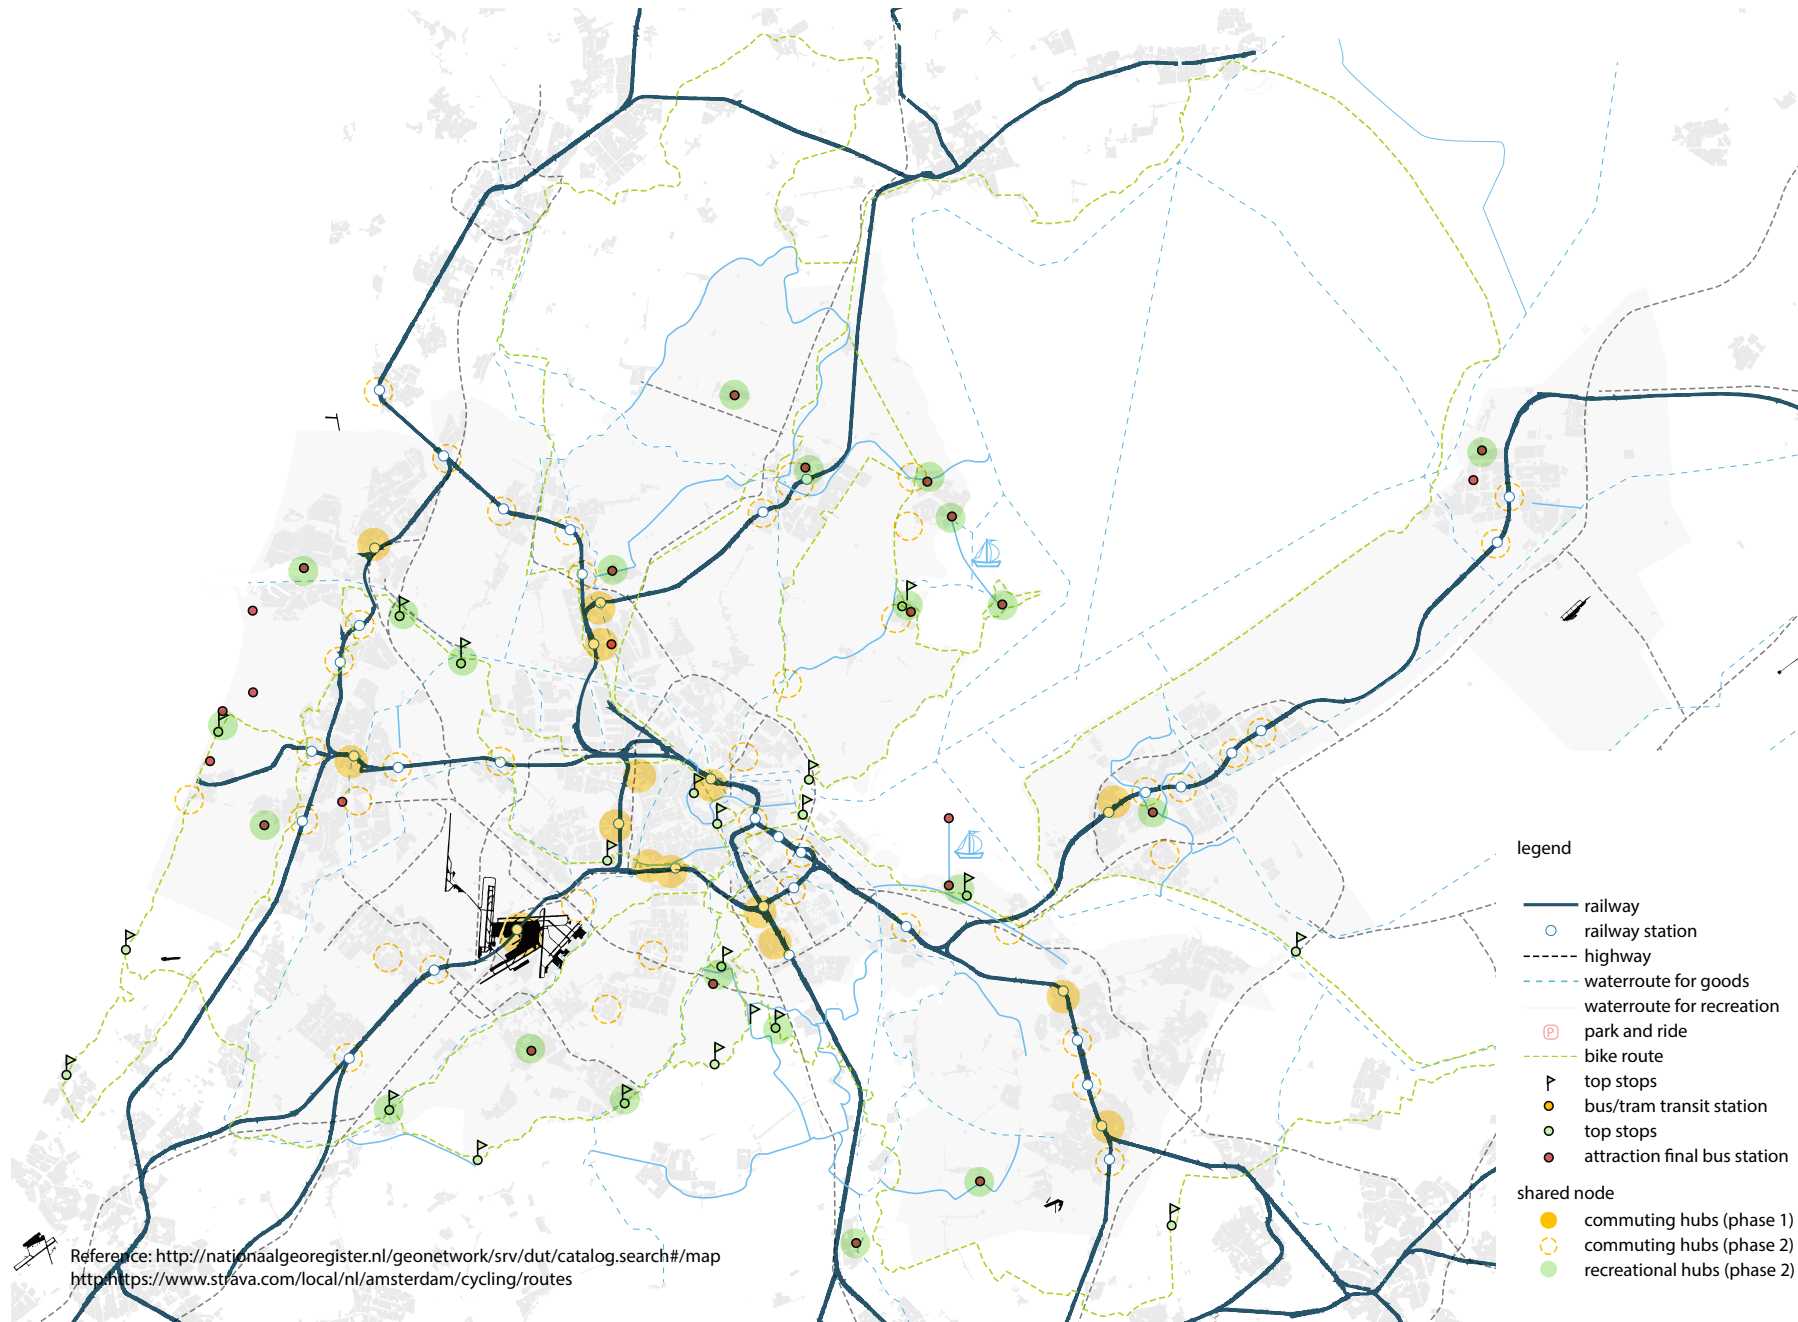 legend
railway
railway station
highway
waterroute for goods
waterroute for recreation
P park and ride
bike route
top stops
bus/tram transit station
top stops
attraction final bus station
shared node
commuting hubs (phase 1)
commuting hubs (phase 2)
recreational hubs (phase 2)
Reference: http://nationaalgeoregister.nl/geonetwork/srv/dut/catalog.search#/map
http:https://www.strava.com/local/nl/amsterdam/cycling/routes